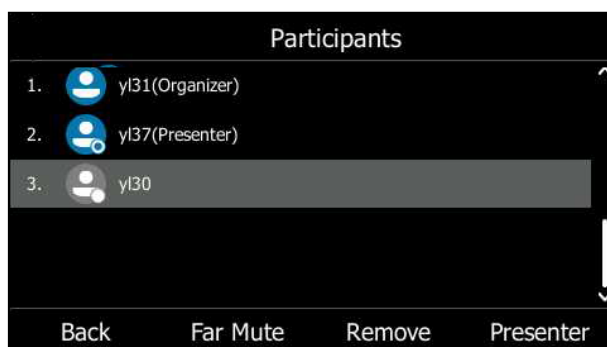 Participants
1. yl31(Organizer)
2. yl37(Presenter)
3. yl30
Back Far Mute Remove Presenter